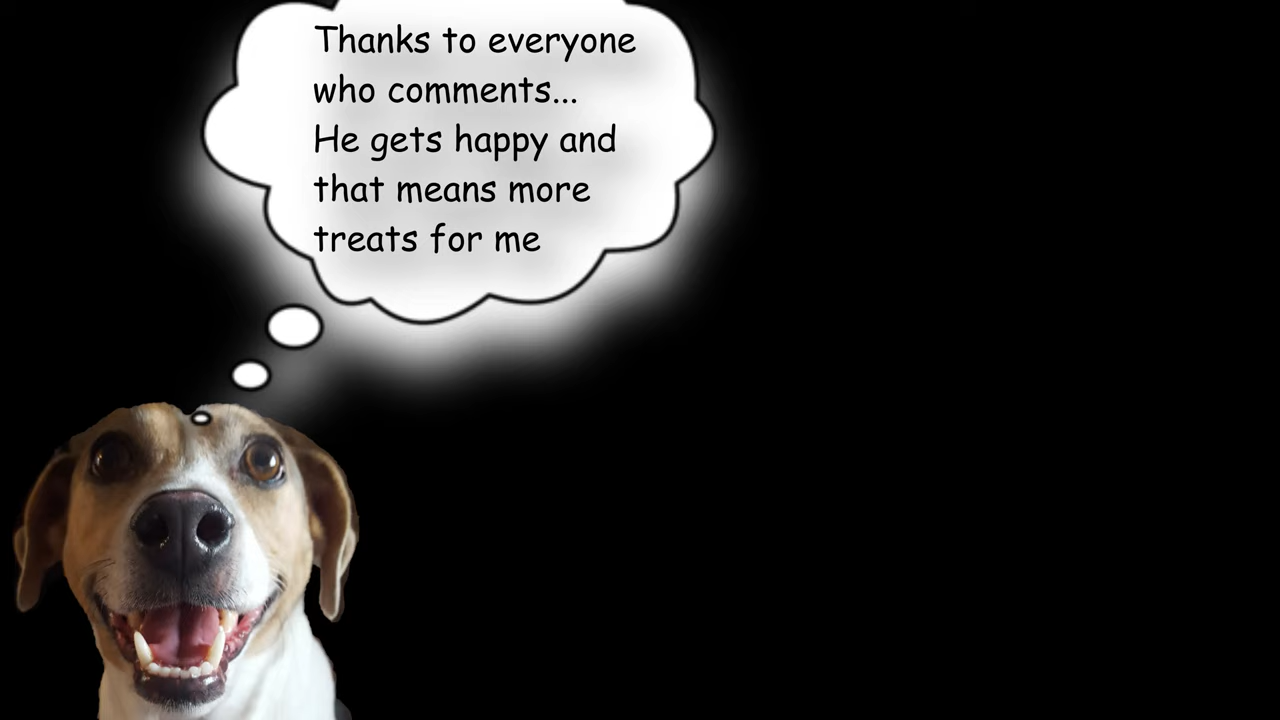 Thanks to everyone
who comments...
He gets happy and
that means more
treats for me